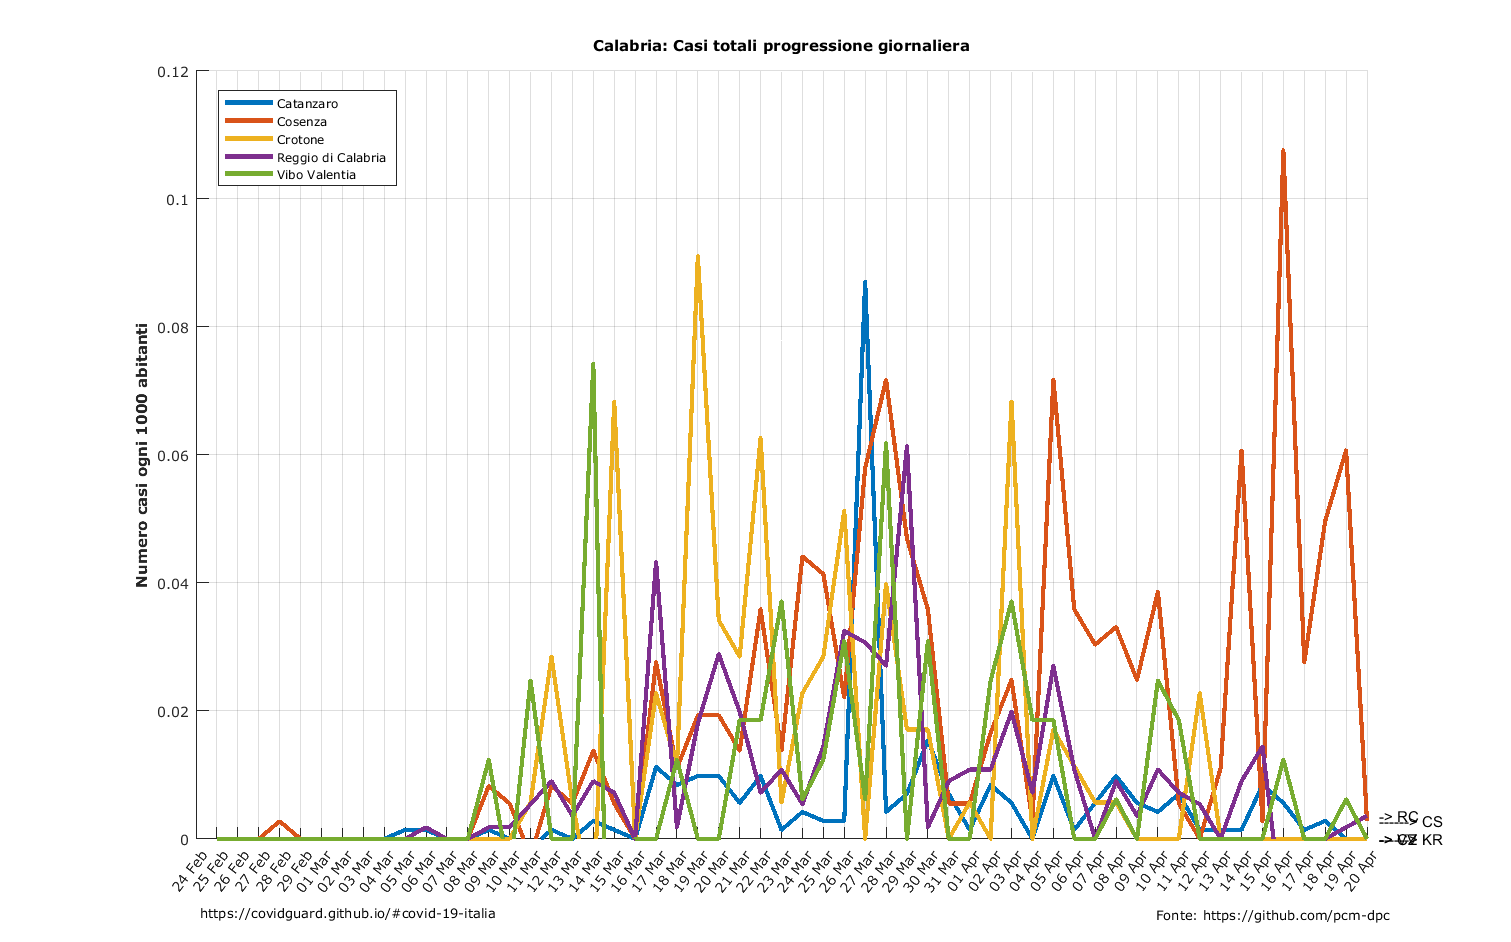 Calabria: Casi totali progressione giornaliera
0.12
0.1
0.08
0.06
0.04
0.02
0
Numero casi ogni 1000 abitanti
Catanzaro
Cosenza
Crotone
Reggio di Calabria
Vibo Valentia
-> RC
CS
KR
24 Feb
25 Feb
26 Feb
27 Feb
28 Feb
29 Feb
01 Mar
02 Mar
03 Mar
04 Mar
05 Mar
06 Mar
07 Mar
08 Mar
09 Mar
10 Mar
11 Mar
12 Mar
13 Mar
14 Mar
15 Mar
16 Mar
17 Mar
18 Mar
19 Mar
20 Mar
21 Mar
22 Mar
23 Mar
24 Mar
25 Mar
26 Mar
27 Mar
28 Mar
29 Mar
30 Mar
31 Mar
01 Apr
02 Apr
03 Apr
04 Apr
05 Apr
06 Apr
07 Apr
08 Apr
09 Apr
10 Apr
11 Apr
12 Apr
13 Apr
14 Apr
15 Apr
16 Apr
17 Apr
18 Apr
19 Apr
20 Apr
https://covidguard.github.io/#covid-19-italia
Fonte: https://github.com/pcm-dpc